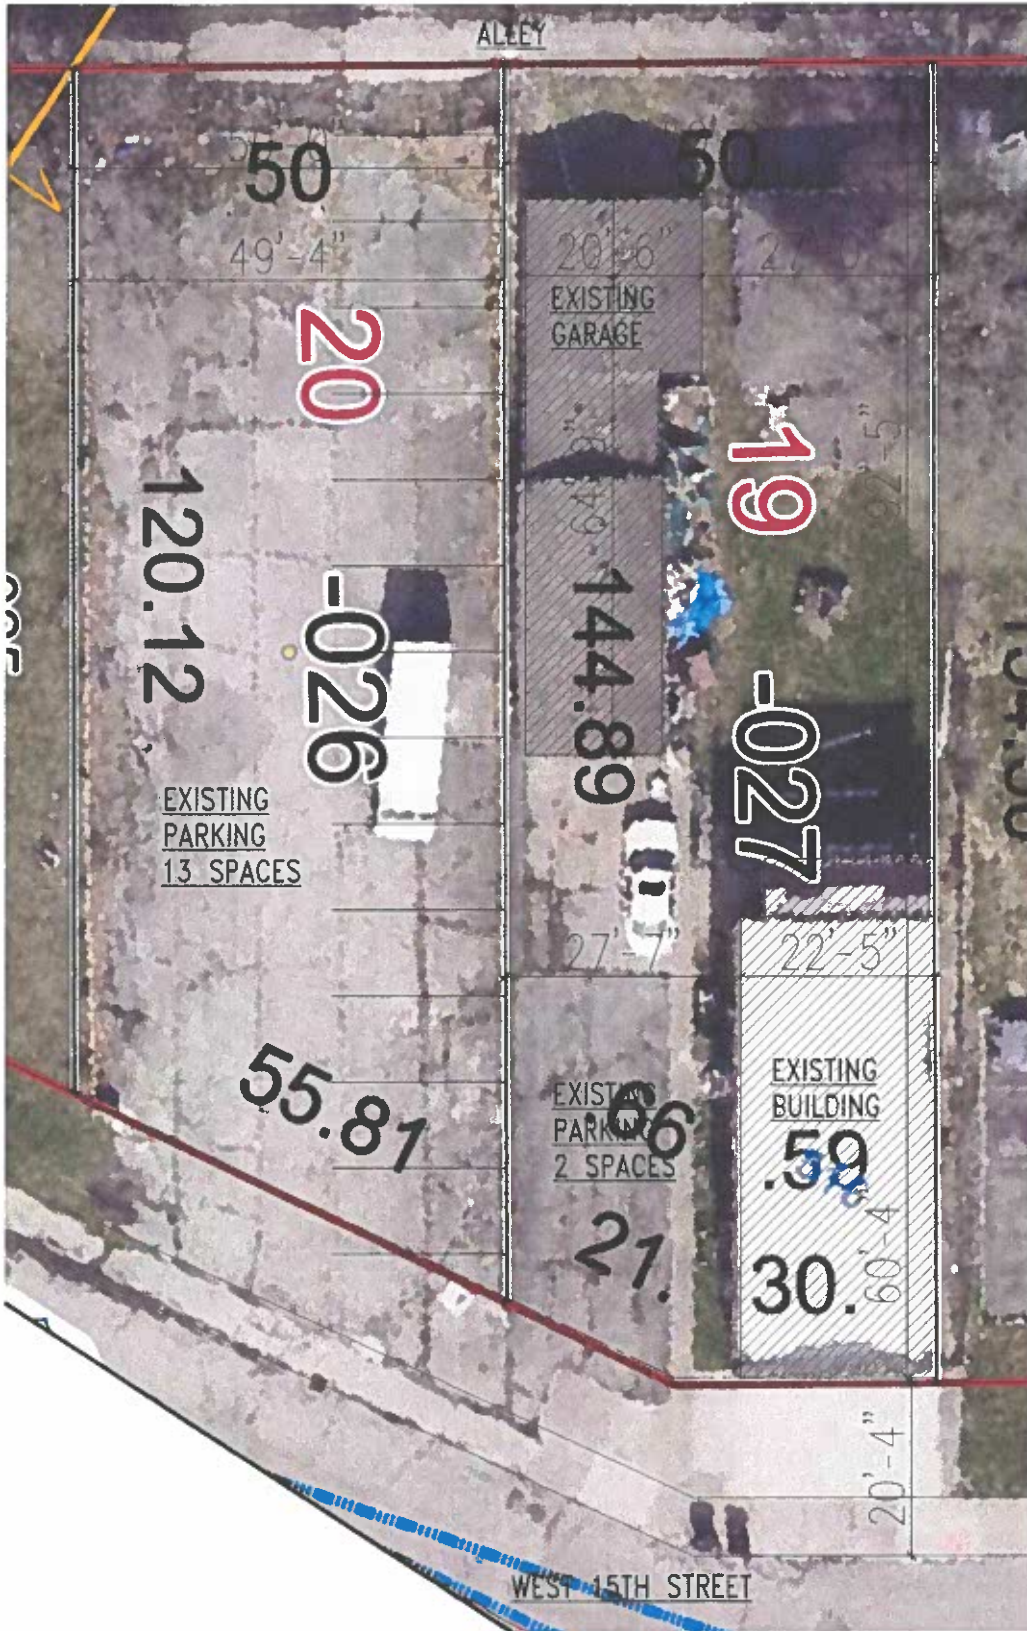 ALLEY
50
50
49'-4"
20'-6"
EXISTING
GARAGE
20
19
120.12
-026
144.89
-027
EXISTING
PARKING
13 SPACES
27'-7"
22'-5"
55.81
EXISTING
PARKING
2 SPACES
.66
21.
EXISTING
BUILDING
.59
30.
60'-4"
20'-4"
WEST 15TH STREET